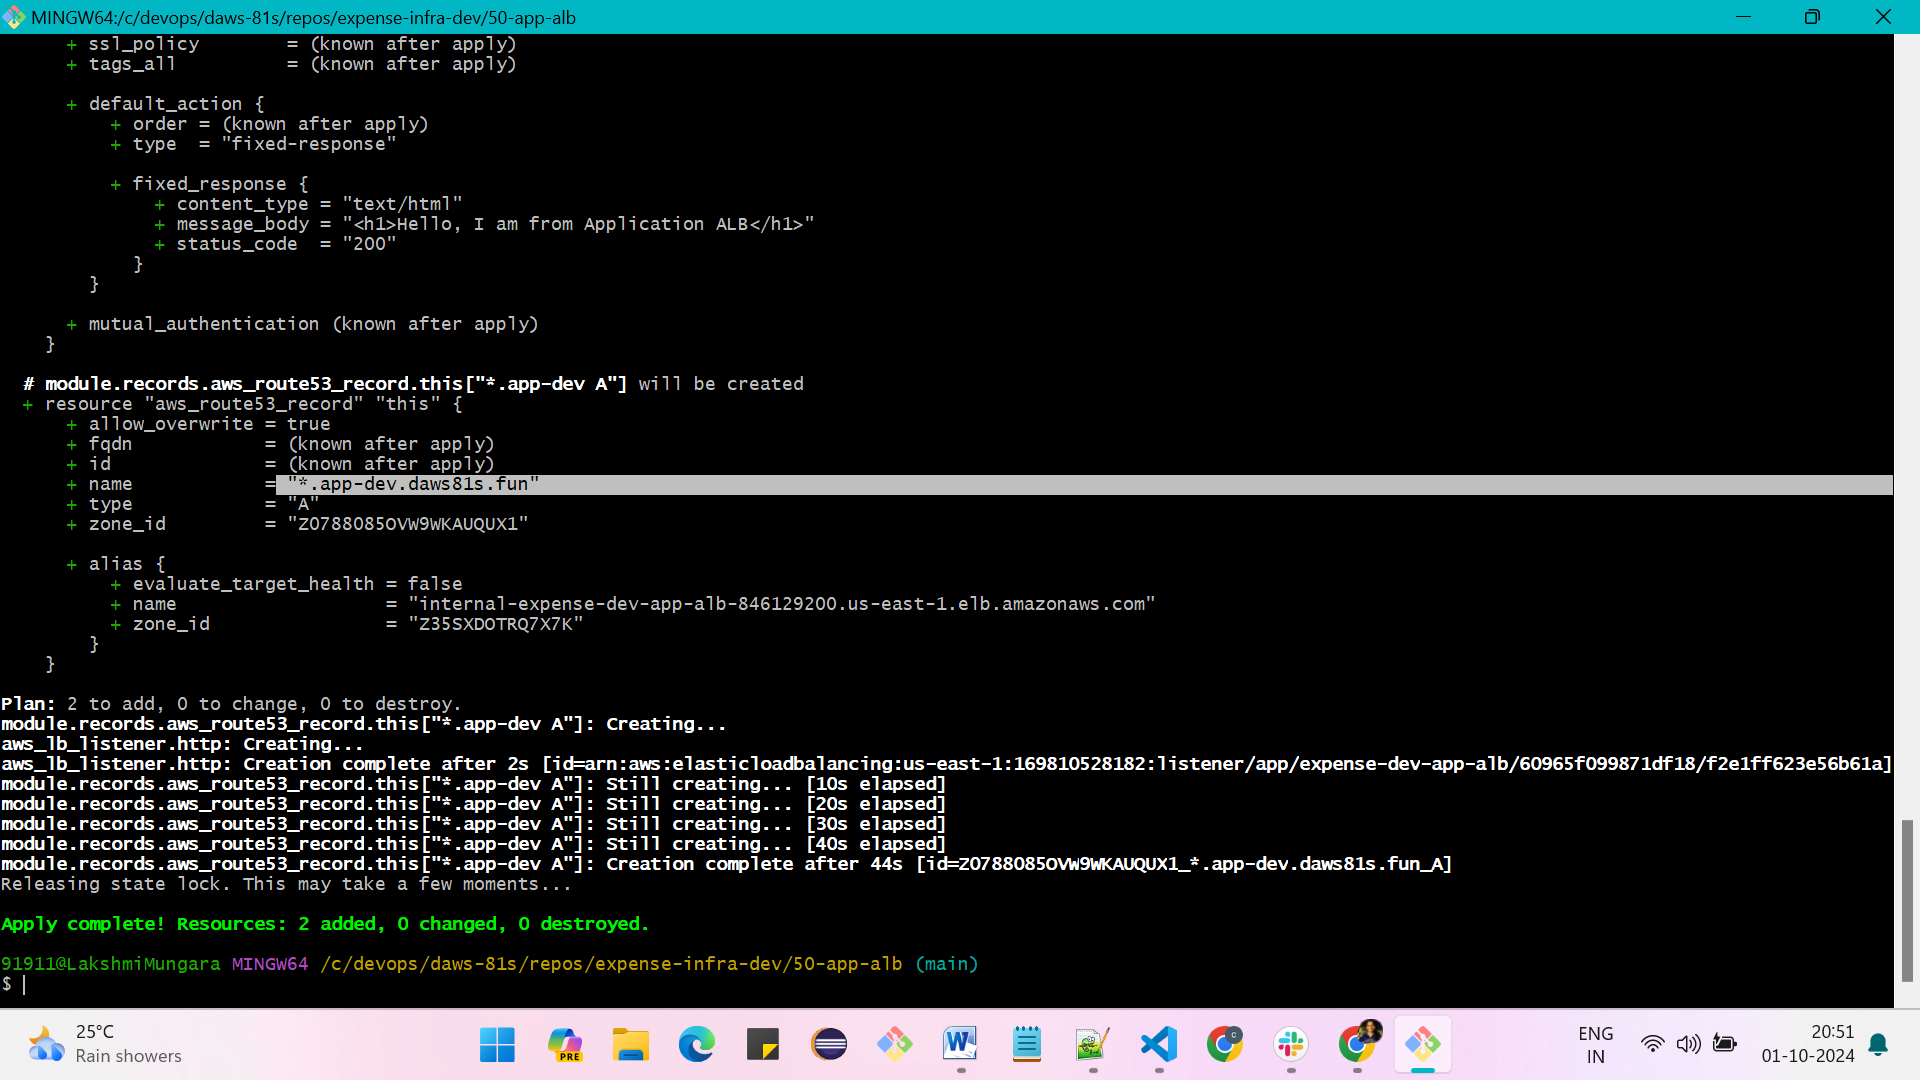 MINGW64:/c/devops/daws-81s/repos/expense-infra-dev/50-app-alb
      + ssl_policy        = (known after apply)
      + tags_all          = (known after apply)

      + default_action {
          + order = (known after apply)
          + type  = "fixed-response"

          + fixed_response {
              + content_type = "text/html"
              + message_body = "<h1>Hello, I am from Application ALB</h1>"
              + status_code  = "200"
            }
        }

      + mutual_authentication (known after apply)
    }

  # module.records.aws_route53_record.this["*.app-dev A"] will be created
  + resource "aws_route53_record" "this" {
      + allow_overwrite = true
      + fqdn            = (known after apply)
      + id              = (known after apply)
      + name            = "*.app-dev.daws81s.fun"
      + type            = "A"
      + zone_id         = "Z0788085OVW9WKAUQUX1"

      + alias {
          + evaluate_target_health = false
          + name                   = "internal-expense-dev-app-alb-846129200.us-east-1.elb.amazonaws.com"
          + zone_id                = "Z35SXDOTRQ7X7K"
        }
    }

Plan: 2 to add, 0 to change, 0 to destroy.
module.records.aws_route53_record.this["*.app-dev A"]: Creating...
aws_lb_listener.http: Creating...
aws_lb_listener.http: Creation complete after 2s [id=arn:aws:elasticloadbalancing:us-east-1:169810528182:listener/app/expense-dev-app-alb/60965f099871df18/f2e1ff623e56b61a]
module.records.aws_route53_record.this["*.app-dev A"]: Still creating... [10s elapsed]
module.records.aws_route53_record.this["*.app-dev A"]: Still creating... [20s elapsed]
module.records.aws_route53_record.this["*.app-dev A"]: Still creating... [30s elapsed]
module.records.aws_route53_record.this["*.app-dev A"]: Still creating... [40s elapsed]
module.records.aws_route53_record.this["*.app-dev A"]: Creation complete after 44s [id=Z0788085OVW9WKAUQUX1_*.app-dev.daws81s.fun_A]
Releasing state lock. This may take a few moments...

Apply complete! Resources: 2 added, 0 changed, 0 destroyed.

91911@LakshmiMungara MINGW64 /c/devops/daws-81s/repos/expense-infra-dev/50-app-alb (main)
$
25°C
Rain showers
PRE
W
C
ENG
IN
20:51
01-10-2024